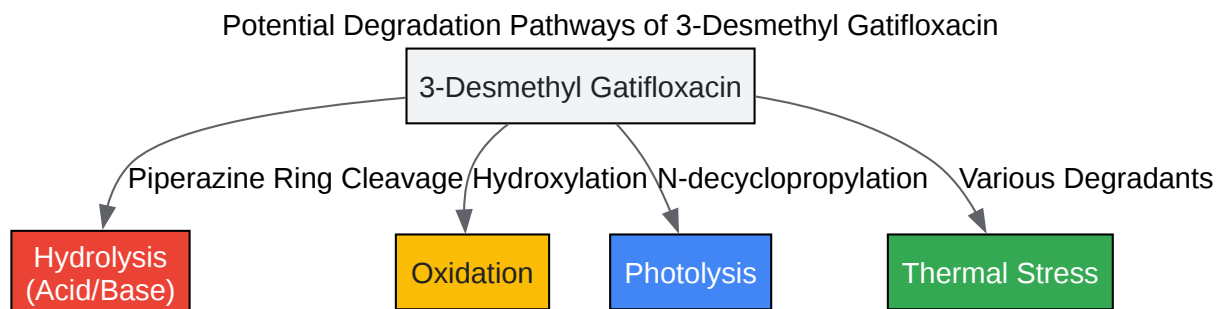 Potential Degradation Pathways of 3-Desmethyl Gatifloxacin
3-Desmethyl Gatifloxacin
Piperazine Ring Cleavage
Hydroxylation
N-decyclopropylation
Various Degradants
Hydrolysis
(Acid/Base)
Oxidation
Photolysis
Thermal Stress